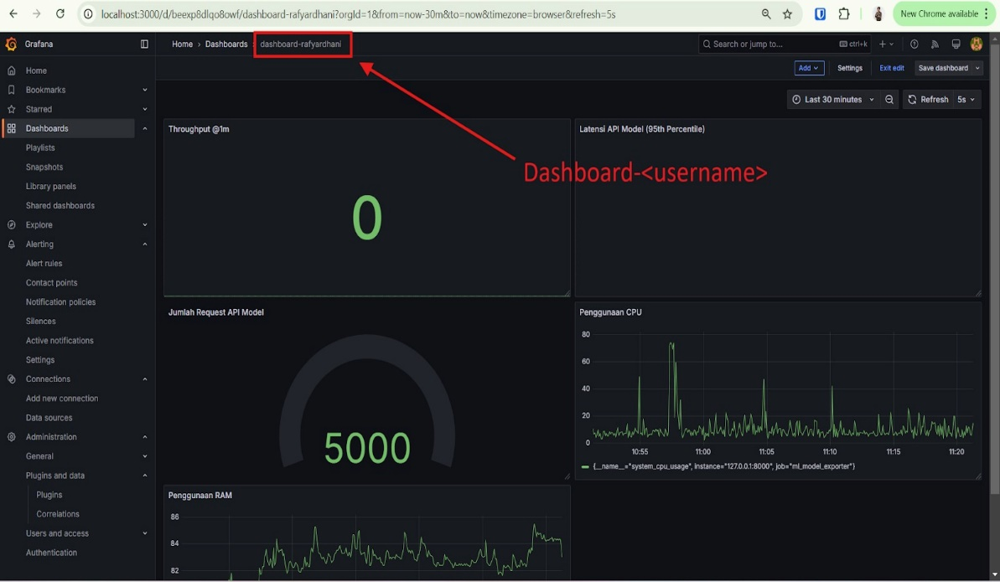 localhost:3000/d/beexp8dlqo8owf/dashboard-rafyardhani?orgId=1&from=now-30m&to=now&timezone=browser&refresh=5s
New Chrome available
Grafana
Home › Dashboards › dashboard-rafyardhani
Search or jump to...
ctrl+k
Add
Settings
Exit edit
Save dashboard
Last 30 minutes
Refresh
5s
Home
Bookmarks
Starred
Dashboards
Playlists
Snapshots
Library panels
Shared dashboards
Explore
Alerting
Alert rules
Contact points
Notification policies
Silences
Active notifications
Settings
Connections
Add new connection
Data sources
Administration
General
Plugins and data
Plugins
Correlations
Users and access
Authentication
Throughput @1m
0
Latensi API Model (95th Percentile)
Dashboard-<username>
Jumlah Request API Model
5000
Penggunaan CPU
80
60
40
20
0
10:55 11:00 11:05 11:10 11:15 11:20
{__name__="system_cpu_usage", instance="127.0.0.1:8000", job="ml_model_exporter"}
Penggunaan RAM
86
84
82